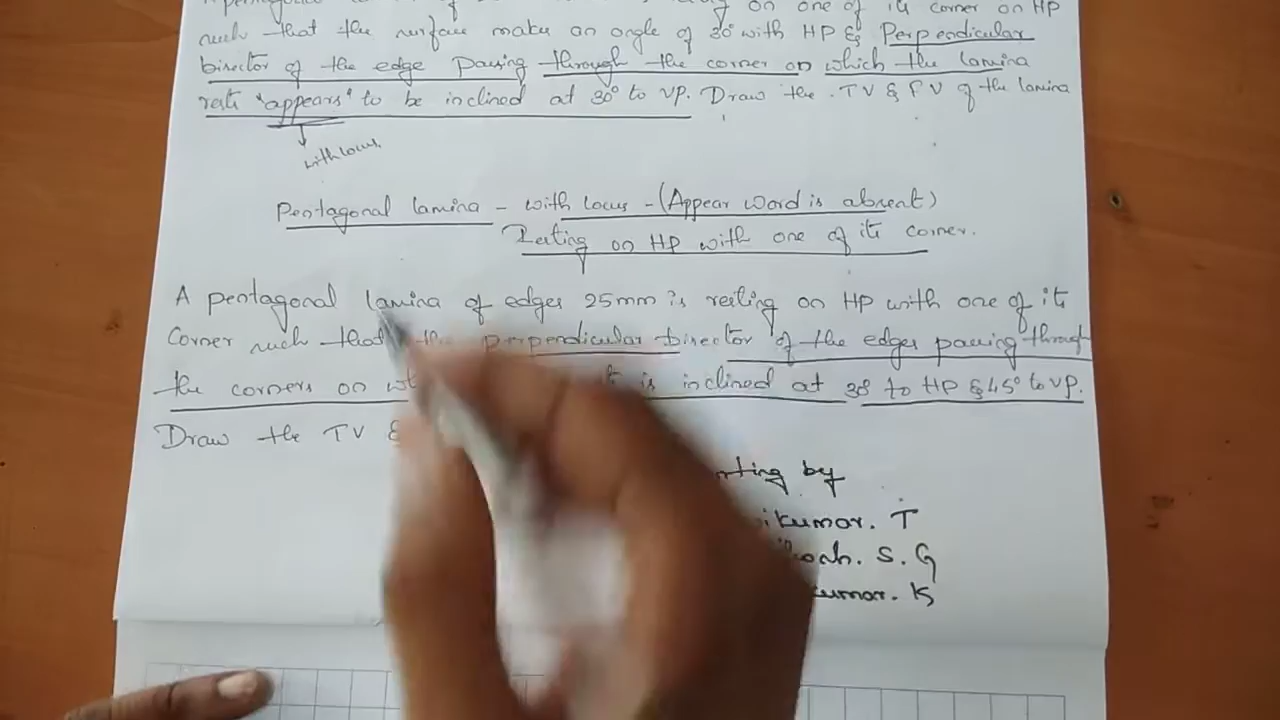 on one of its corner on HP
such that the surface makes an angle of 30° with HP & Perpendicular
bisector of the edge passing through the corner on which the lamina
rests "appears" to be inclined at 30° to VP. Draw the TV & FV of the lamina
with locus
Pentagonal lamina - with locus - (Appear Word is absent)
Resting on HP with one of its corner.
A pentagonal lamina of edges 25mm is resting on HP with one of its
Corner such that the perpendicular bisector of the edges passing through
the corners on is inclined at 30° to HP & 45° to VP.
Draw the TV &
by
kumar. T
S. G
umar. K